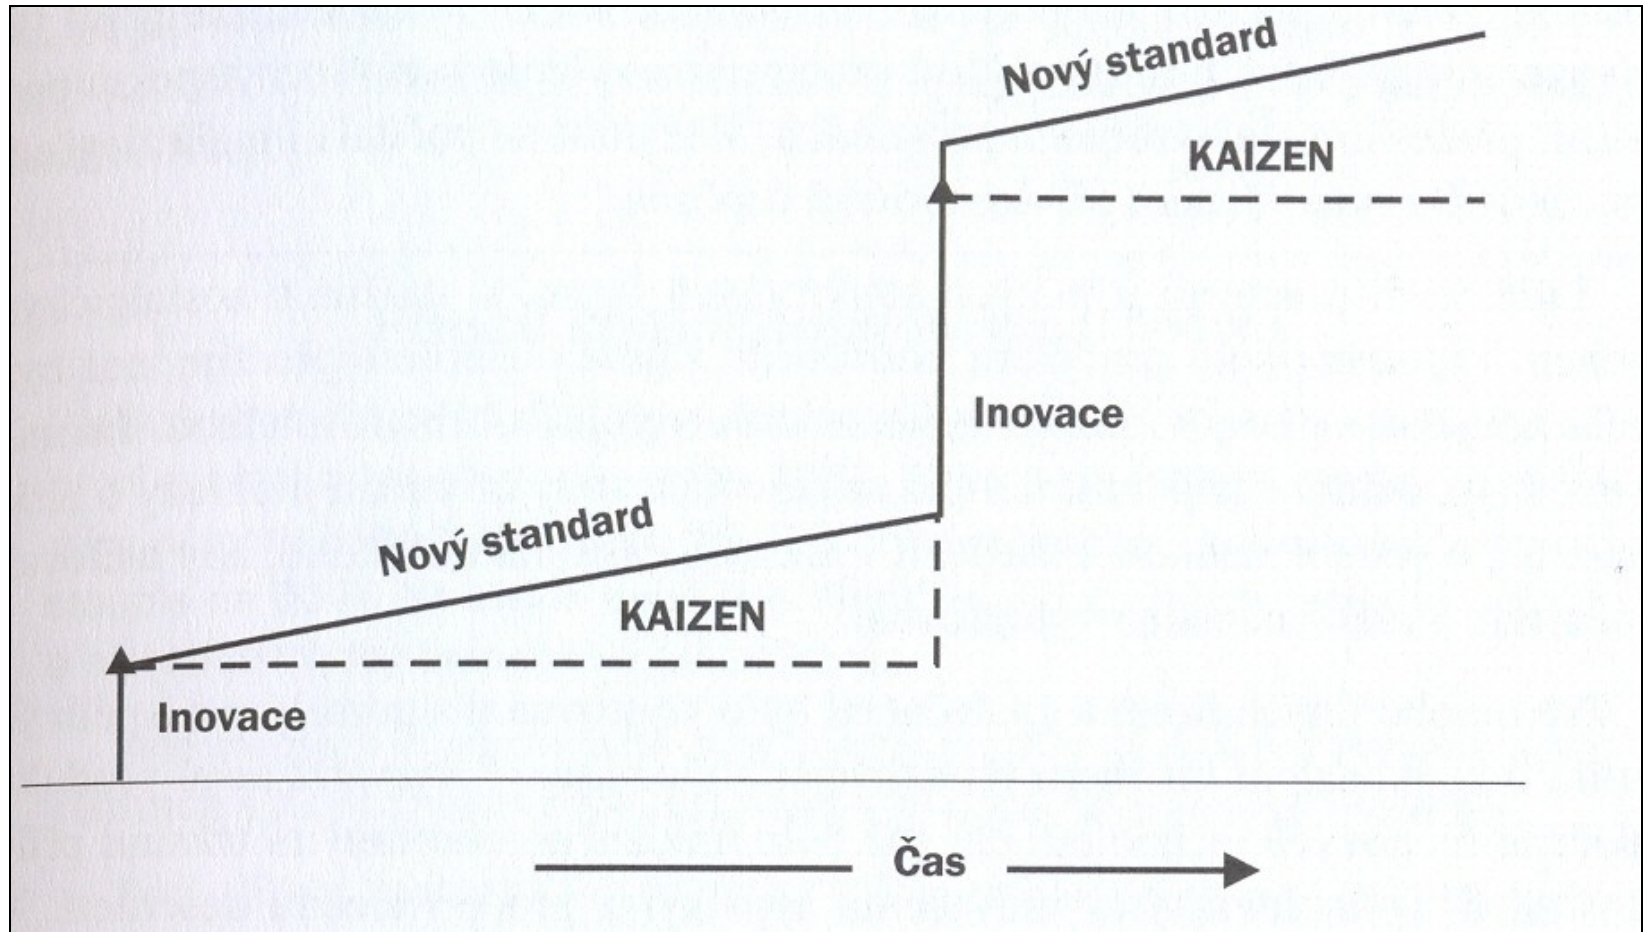 Nový standard
KAIZEN
Inovace
Nový standard
KAIZEN
Inovace
Čas